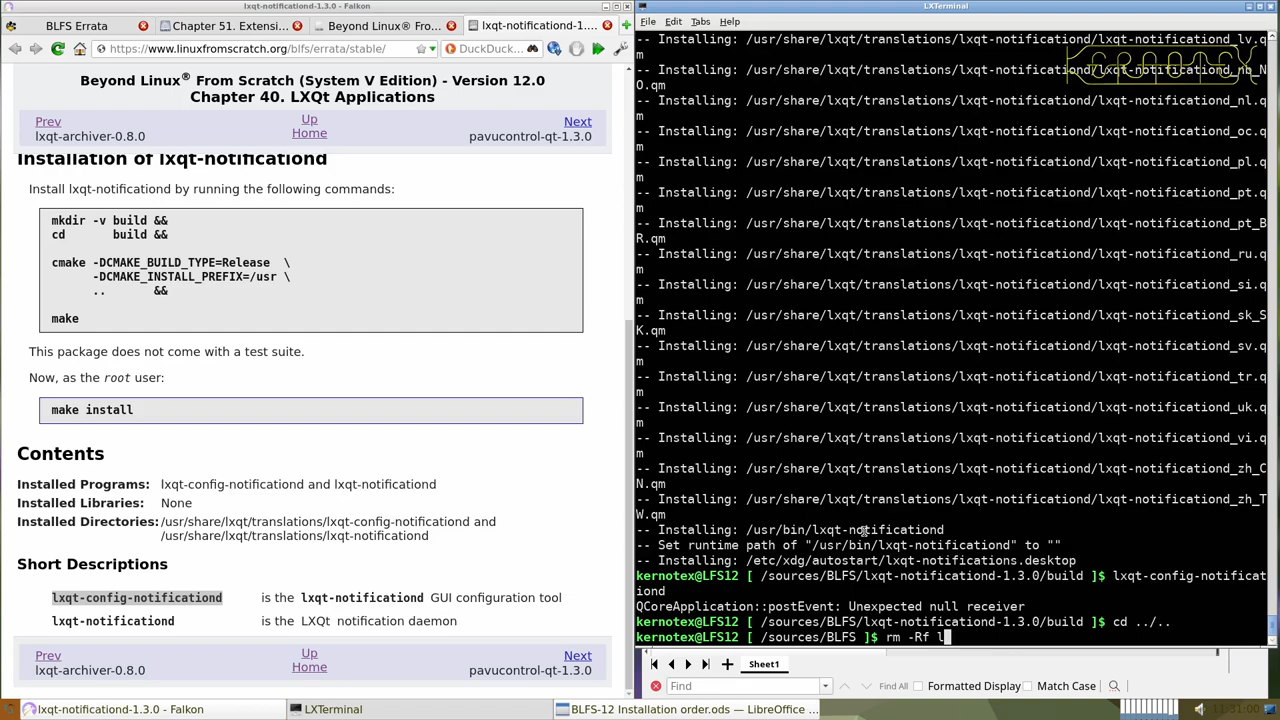 lxqt-notificationd-1.3.0 - Falkon
BLFS Errata
Chapter 51. Extensi...
Beyond Linux® Fro...
lxqt-notificationd-1....
https://www.linuxfromscratch.org/blfs/errata/stable/
DuckDuc...
Beyond Linux® From Scratch (System V Edition) - Version 12.0
Chapter 40. LXQt Applications
Prev
Up
Next
lxqt-archiver-0.8.0
Home
pavucontrol-qt-1.3.0
Installation of lxqt-notificationd
Install lxqt-notificationd by running the following commands:
mkdir -v build &&
cd       build &&
cmake -DCMAKE_BUILD_TYPE=Release  \
-DCMAKE_INSTALL_PREFIX=/usr \
..       &&
make
This package does not come with a test suite.
Now, as the root user:
make install
Contents
Installed Programs: lxqt-config-notificationd and lxqt-notificationd
Installed Libraries: None
Installed Directories: /usr/share/lxqt/translations/lxqt-config-notificationd and
/usr/share/lxqt/translations/lxqt-notificationd
Short Descriptions
lxqt-config-notificationd is the lxqt-notificationd GUI configuration tool
lxqt-notificationd is the LXQt notification daemon
Prev
Up
Next
lxqt-archiver-0.8.0
Home
pavucontrol-qt-1.3.0
LXTerminal
File Edit Tabs Help
-- Installing: /usr/share/lxqt/translations/lxqt-notificationd/lxqt-notificationd_lv.q
m
-- Installing: /usr/share/lxqt/translations/lxqt-notificationd/lxqt-notificationd_nb_N
O.qm
-- Installing: /usr/share/lxqt/translations/lxqt-notificationd/lxqt-notificationd_nl.q
m
-- Installing: /usr/share/lxqt/translations/lxqt-notificationd/lxqt-notificationd_oc.q
m
-- Installing: /usr/share/lxqt/translations/lxqt-notificationd/lxqt-notificationd_pl.q
m
-- Installing: /usr/share/lxqt/translations/lxqt-notificationd/lxqt-notificationd_pt.q
m
-- Installing: /usr/share/lxqt/translations/lxqt-notificationd/lxqt-notificationd_pt_B
R.qm
-- Installing: /usr/share/lxqt/translations/lxqt-notificationd/lxqt-notificationd_ru.q
m
-- Installing: /usr/share/lxqt/translations/lxqt-notificationd/lxqt-notificationd_si.q
m
-- Installing: /usr/share/lxqt/translations/lxqt-notificationd/lxqt-notificationd_sk_S
K.qm
-- Installing: /usr/share/lxqt/translations/lxqt-notificationd/lxqt-notificationd_sv.q
m
-- Installing: /usr/share/lxqt/translations/lxqt-notificationd/lxqt-notificationd_tr.q
m
-- Installing: /usr/share/lxqt/translations/lxqt-notificationd/lxqt-notificationd_uk.q
m
-- Installing: /usr/share/lxqt/translations/lxqt-notificationd/lxqt-notificationd_vi.q
m
-- Installing: /usr/share/lxqt/translations/lxqt-notificationd/lxqt-notificationd_zh_C
N.qm
-- Installing: /usr/share/lxqt/translations/lxqt-notificationd/lxqt-notificationd_zh_T
W.qm
-- Installing: /usr/bin/lxqt-notificationd
-- Set runtime path of "/usr/bin/lxqt-notificationd" to ""
-- Installing: /etc/xdg/autostart/lxqt-notifications.desktop
kernotex@LFS12 [ /sources/BLFS/lxqt-notificationd-1.3.0/build ]$ lxqt-config-notificat
iond
QCoreApplication::postEvent: Unexpected null receiver
kernotex@LFS12 [ /sources/BLFS/lxqt-notificationd-1.3.0/build ]$ cd ../..
kernotex@LFS12 [ /sources/BLFS ]$ rm -Rf l
Sheet1
Find
Find All
Formatted Display
Match Case
lxqt-notificationd-1.3.0 - Falkon
LXTerminal
BLFS-12 Installation order.ods — LibreOffice ...
11:31:00